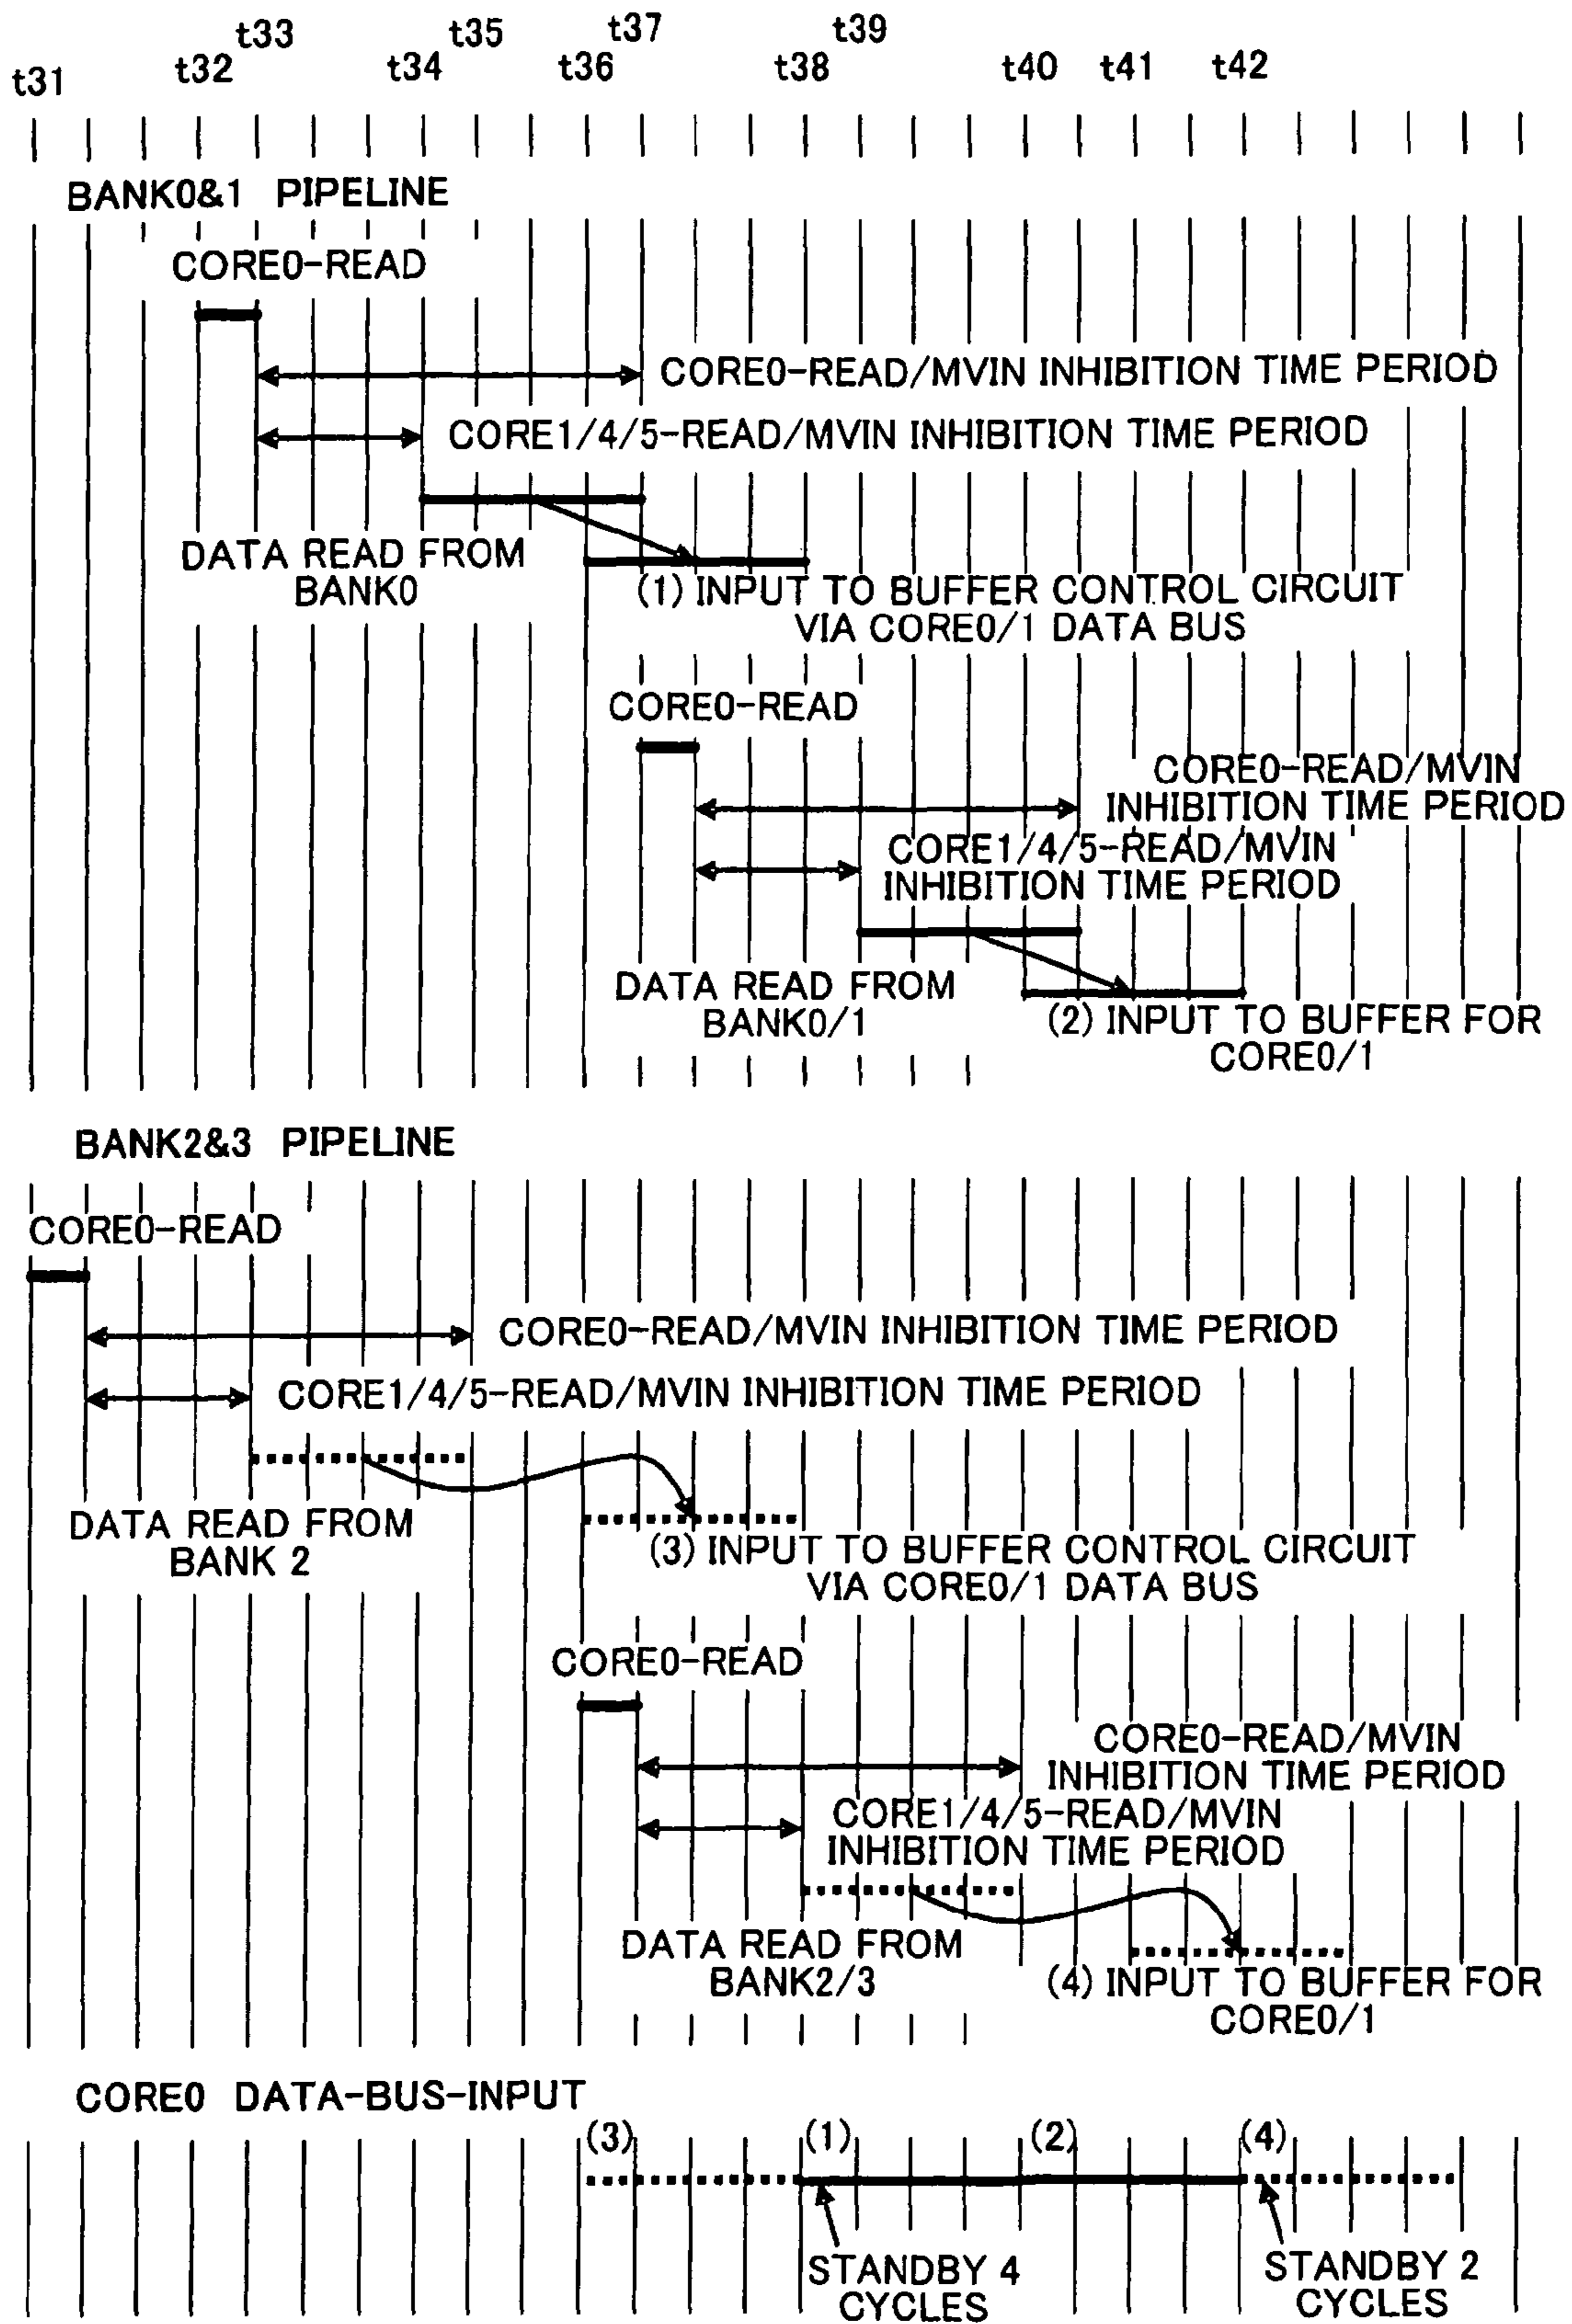 t31 t32 t33 t34 t35 t36 t37 t38 t39 t40 t41 t42
BANK0&1 PIPELINE
CORE0-READ
CORE0-READ/MVIN INHIBITION TIME PERIOD
CORE1/4/5-READ/MVIN INHIBITION TIME PERIOD
DATA READ FROM
BANK0
(1) INPUT TO BUFFER CONTROL CIRCUIT
VIA CORE0/1 DATA BUS
CORE0-READ
CORE0-READ/MVIN
INHIBITION TIME PERIOD
CORE1/4/5-READ/MVIN
INHIBITION TIME PERIOD
DATA READ FROM
BANK0/1
(2) INPUT TO BUFFER FOR
CORE0/1
BANK2&3 PIPELINE
CORE0-READ
CORE0-READ/MVIN INHIBITION TIME PERIOD
CORE1/4/5-READ/MVIN INHIBITION TIME PERIOD
DATA READ FROM
BANK 2
(3) INPUT TO BUFFER CONTROL CIRCUIT
VIA CORE0/1 DATA BUS
CORE0-READ
CORE0-READ/MVIN
INHIBITION TIME PERIOD
CORE1/4/5-READ/MVIN
INHIBITION TIME PERIOD
DATA READ FROM
BANK2/3
(4) INPUT TO BUFFER FOR
CORE0/1
CORE0 DATA-BUS-INPUT
(3) (1) (2) (4)
STANDBY 4
CYCLES
STANDBY 2
CYCLES